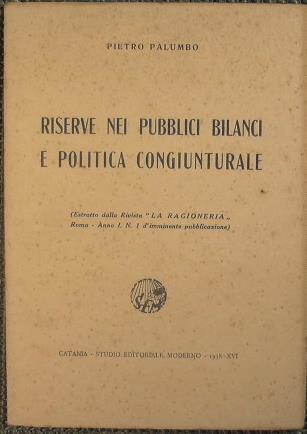 PIETRO PALUMBO
RISERVE NEI PUBBLICI BILANCI
E POLITICA CONGIUNTURALE
(Estratto dalla Rivista "LA RAGIONERIA„
Roma - Anno I. N. 1 d'imminente pubblicazione)
SEM
CATANIA - STUDIO EDITORIALE MODERNO - 1938-XVI